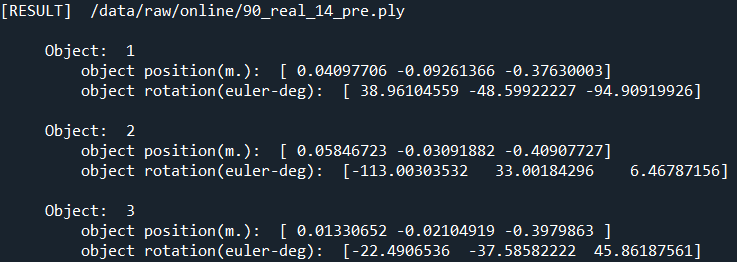 [RESULT]  /data/raw/online/90_real_14_pre.ply
Object:  1
object position(m.):  [ 0.04097706 -0.09261366 -0.37630003]
object rotation(euler-deg):  [ 38.96104559 -48.59922227 -94.90919926]
Object:  2
object position(m.):  [ 0.05846723 -0.03091882 -0.40907727]
object rotation(euler-deg):  [-113.00303532   33.00184296    6.46787156]
Object:  3
object position(m.):  [ 0.01330652 -0.02104919 -0.3979863 ]
object rotation(euler-deg):  [-22.4906536  -37.58582222  45.86187561]